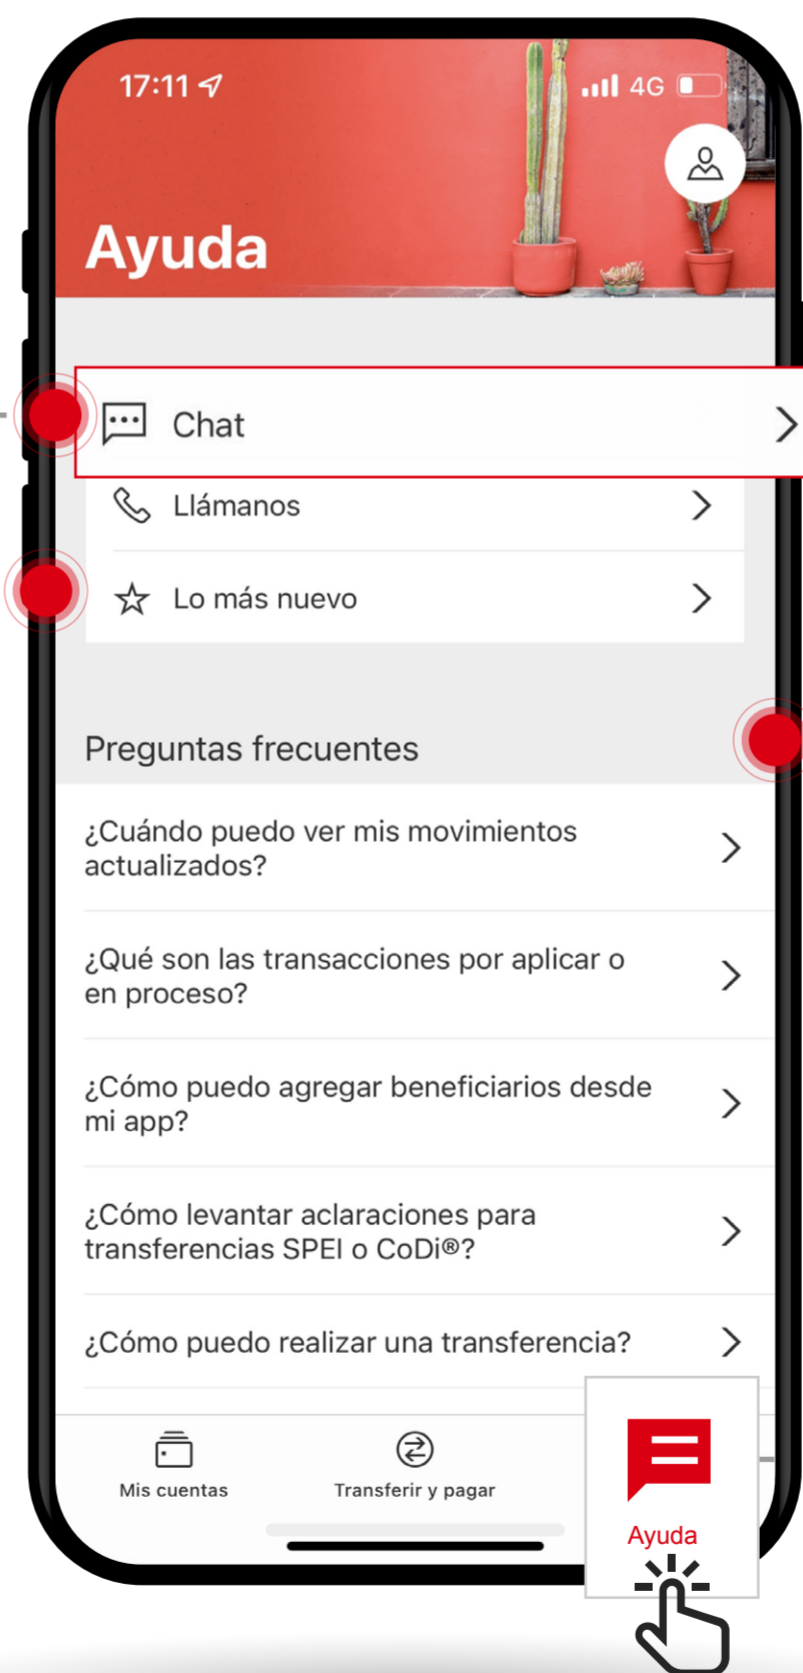 17:11
4G
Ayuda
Chat
Llámanos
Lo más nuevo
Preguntas frecuentes
¿Cuándo puedo ver mis movimientos
actualizados?
¿Qué son las transacciones por aplicar o
en proceso?
¿Cómo puedo agregar beneficiarios desde
mi app?
¿Cómo levantar aclaraciones para
transferencias SPEI o CoDi®?
¿Cómo puedo realizar una transferencia?
Mis cuentas
Transferir y pagar
Ayuda